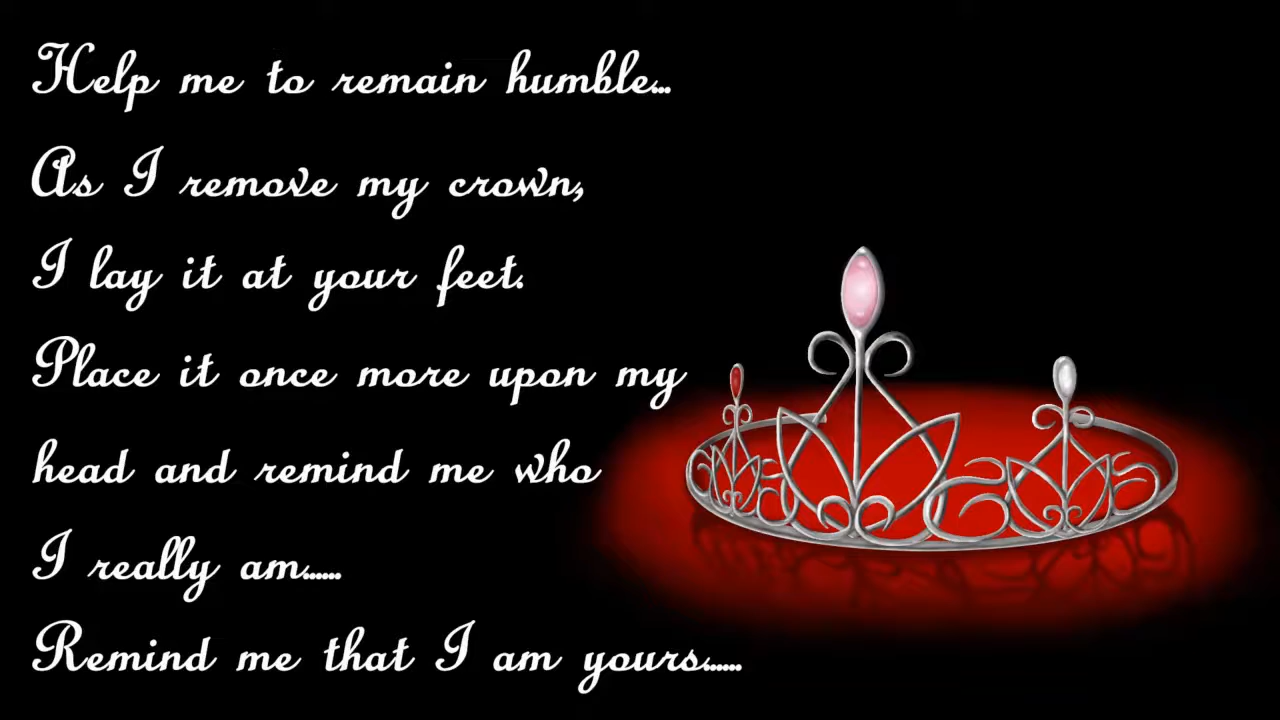 Help me to remain humble...
As I remove my crown,
I lay it at your feet.
Place it once more upon my
head and remind me who
I really am......
Remind me that I am yours......